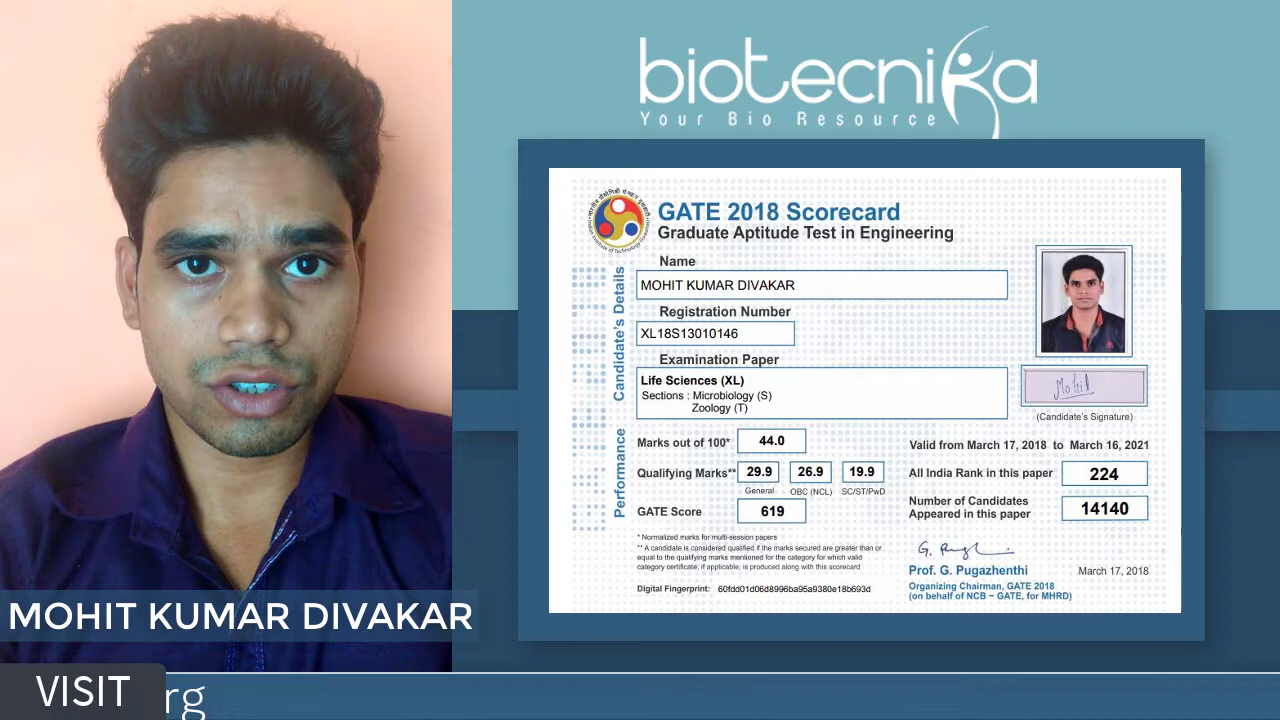 biotecnika
Your Bio Resource
GATE 2018 Scorecard
Graduate Aptitude Test in Engineering
Candidate's Details
Name
MOHIT KUMAR DIVAKAR
Registration Number
XL18S13010146
Examination Paper
Life Sciences (XL)
Sections : Microbiology (S)
Zoology (T)
Mohit
(Candidate's Signature)
Performance
Marks out of 100* 44.0
Valid from March 17, 2018 to March 16, 2021
Qualifying Marks** 29.9 26.9 19.9
General OBC (NCL) SC/ST/PwD
All India Rank in this paper 224
GATE Score 619
Number of Candidates
Appeared in this paper 14140
* Normalized marks for multi-session papers
** A candidate is considered qualified if the marks secured are greater than or
equal to the qualifying marks mentioned for the category for which valid
category certificate, if applicable, is produced along with this scorecard
Digital Fingerprint: 60fdd01d06d8996ba95a9380e18b693d
Prof. G. Pugazhenthi
March 17, 2018
Organizing Chairman, GATE 2018
(on behalf of NCB - GATE, for MHRD)
MOHIT KUMAR DIVAKAR
VISIT rg